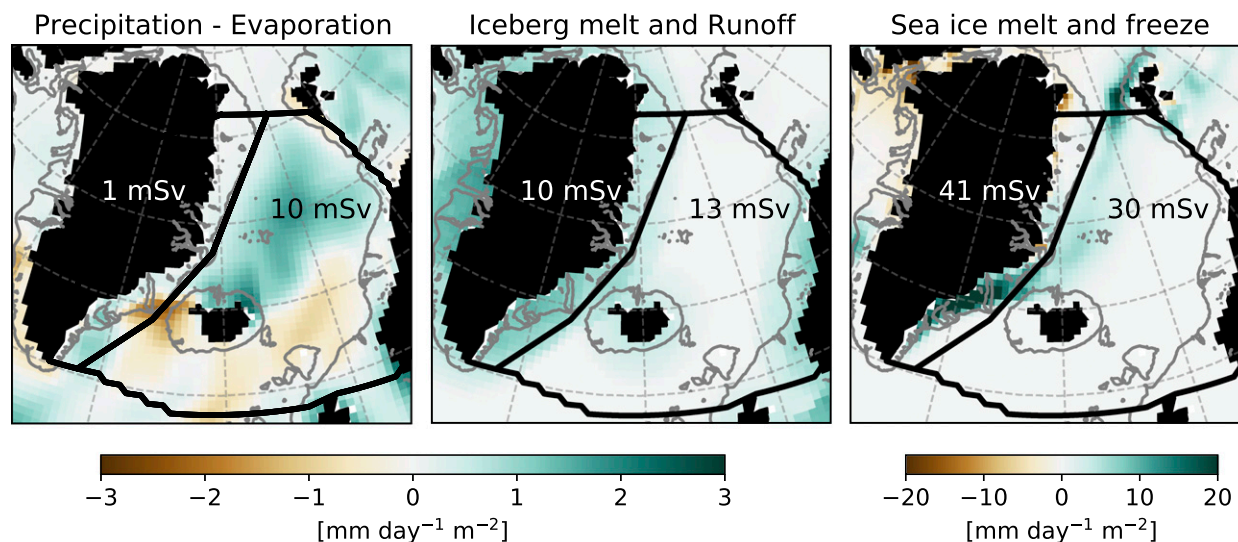 Precipitation - Evaporation
Iceberg melt and Runoff
Sea ice melt and freeze
1 mSv
10 mSv
10 mSv
13 mSv
41 mSv
30 mSv
−3 −2 −1 0 1 2 3
[mm day⁻¹ m⁻²]
−20 −10 0 10 20
[mm day⁻¹ m⁻²]